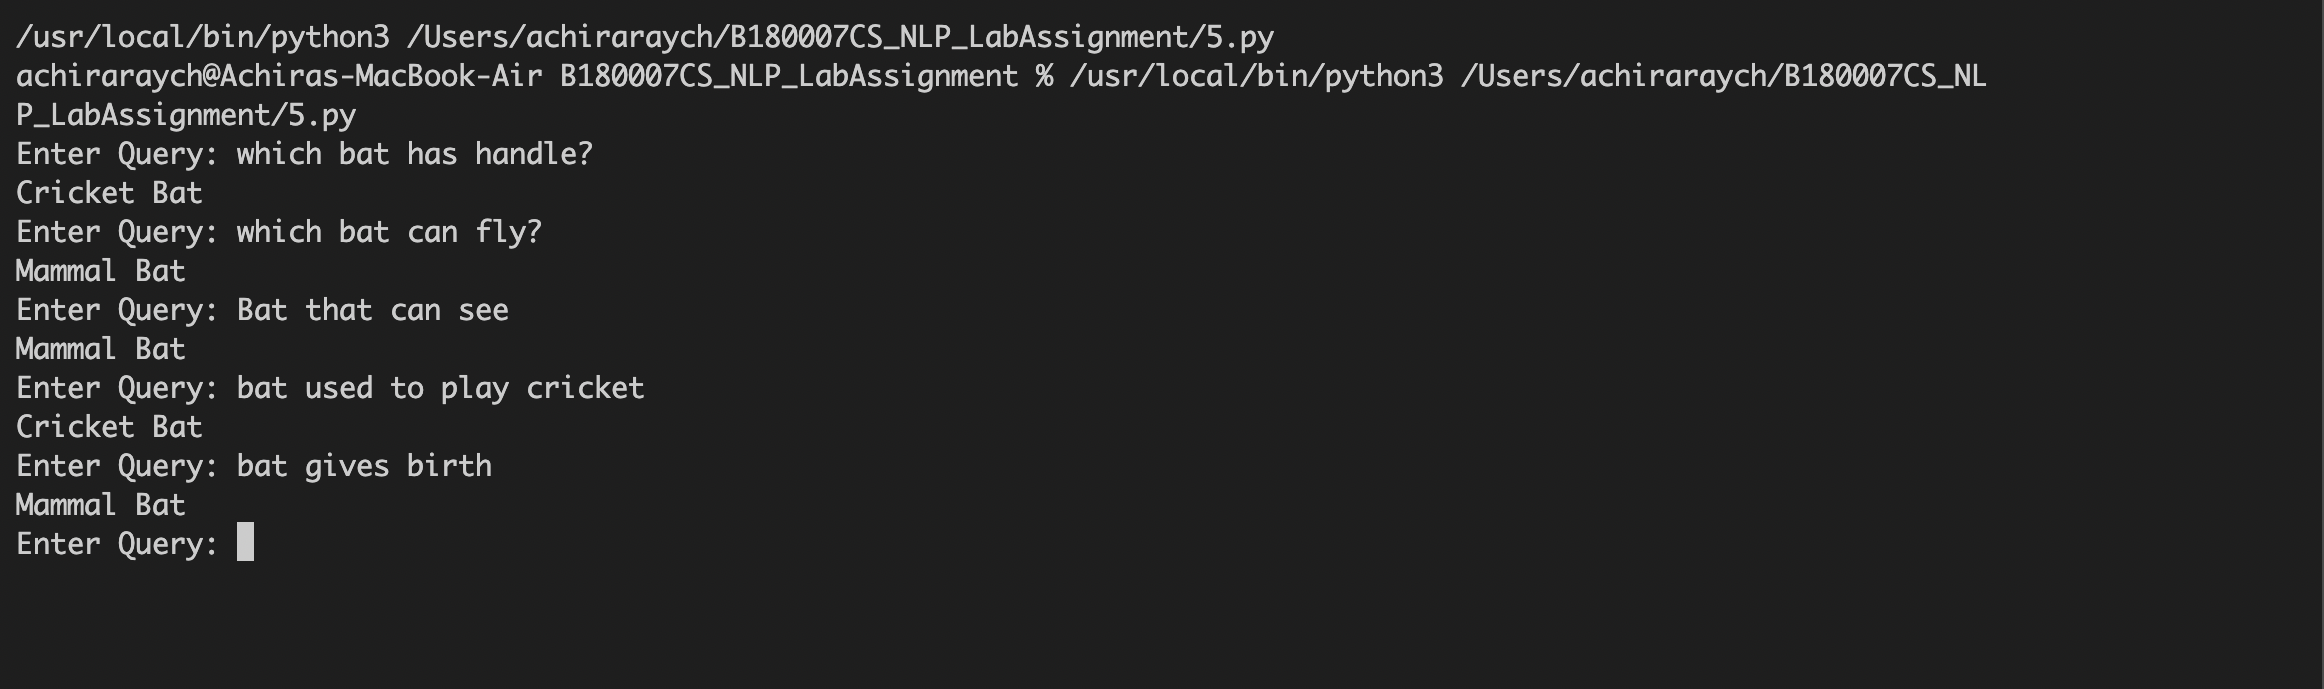 /usr/local/bin/python3 /Users/achiraraych/B180007CS_NLP_LabAssignment/5.py
achiraraych@Achiras-MacBook-Air B180007CS_NLP_LabAssignment % /usr/local/bin/python3 /Users/achiraraych/B180007CS_NL
P_LabAssignment/5.py
Enter Query: which bat has handle?
Cricket Bat
Enter Query: which bat can fly?
Mammal Bat
Enter Query: Bat that can see
Mammal Bat
Enter Query: bat used to play cricket
Cricket Bat
Enter Query: bat gives birth
Mammal Bat
Enter Query: